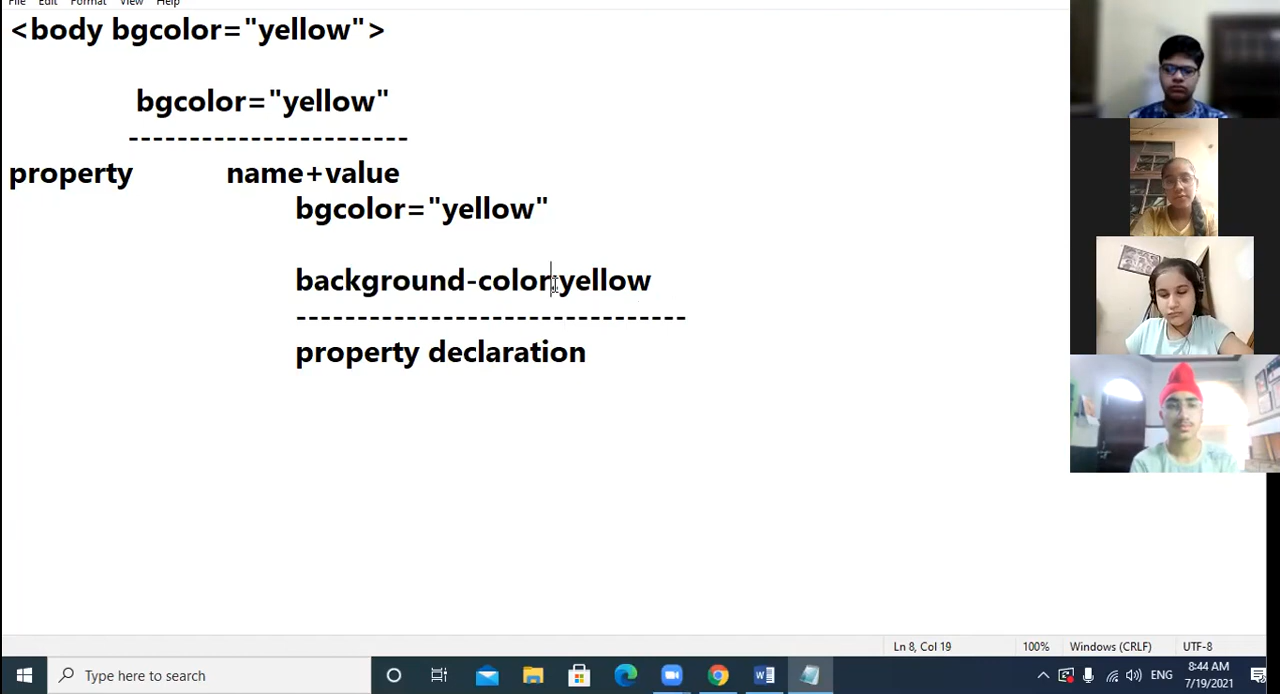 File Edit Format View Help
<body bgcolor="yellow">
bgcolor="yellow"
-----------------------
property name+value
bgcolor="yellow"
background-color:yellow
--------------------------------
property declaration
Ln 8, Col 19 100% Windows (CRLF) UTF-8
Type here to search
ENG
8:44 AM
7/19/2021